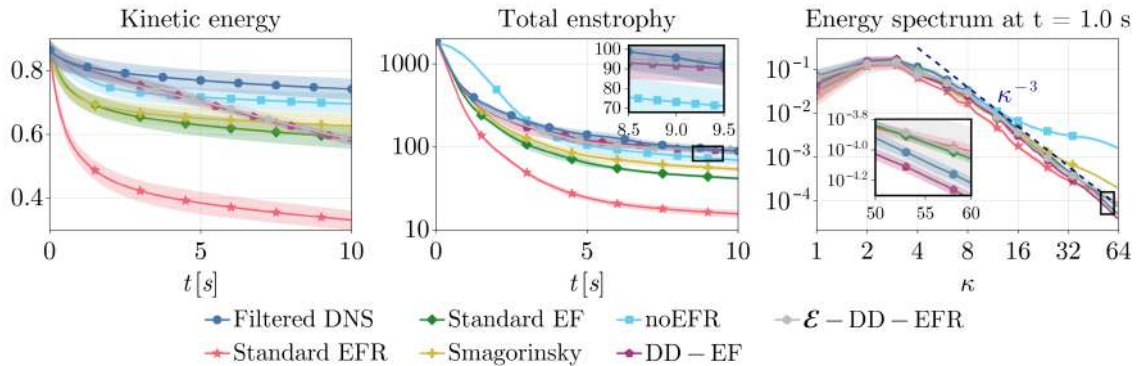 Kinetic energy
Total enstrophy
Energy spectrum at t = 1.0 s
0.8
0.6
0.4
0
5
10
t[s]
1000
100
10
0
5
10
t[s]
100
90
80
70
8.5
9.0
9.5
10⁻¹
10⁻²
10⁻³
10⁻⁴
κ⁻³
10⁻³·⁸
10⁻⁴·⁰
10⁻⁴·²
50
55
60
1
2
4
8
16
32
64
κ
Filtered DNS
Standard EF
noEFR
𝓔 – DD – EFR
Standard EFR
Smagorinsky
DD – EF